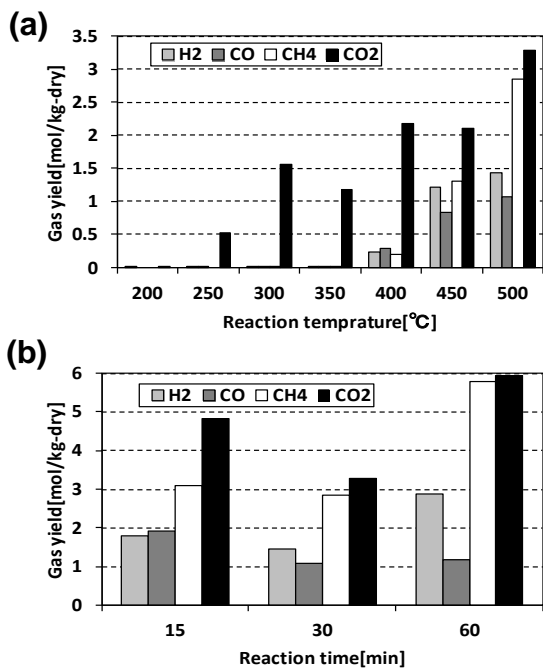 (a)
3.5
H2 CO CH4 CO2
3
2.5
2
1.5
1
0.5
0
Gas yield[mol/kg-dry]
200 250 300 350 400 450 500
Reaction temprature[℃]
(b)
6
H2 CO CH4 CO2
5
4
3
2
1
0
Gas yield[mol/kg-dry]
15 30 60
Reaction time[min]